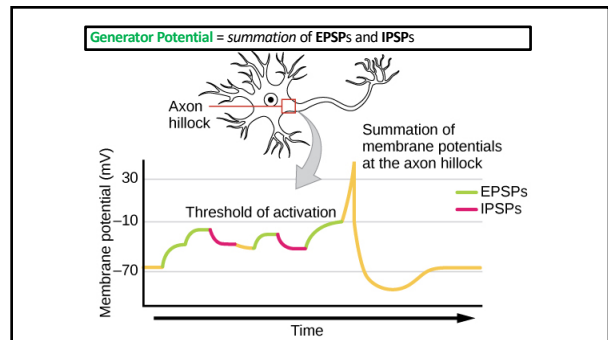 Generator Potential = summation of EPSPs and IPSPs
Axon
hillock
Summation of
membrane potentials
at the axon hillock
Membrane potential (mV)
30
−10
−70
Threshold of activation
EPSPs
IPSPs
Time